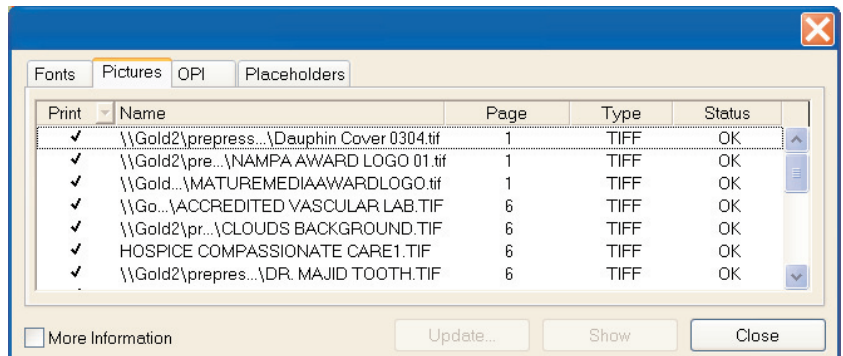 Fonts Pictures OPI Placeholders
Print Name Page Type Status
\\Gold2\prepress...\Dauphin Cover 0304.tif 1 TIFF OK
\\Gold2\pre...\NAMPA AWARD LOGO 01.tif 1 TIFF OK
\\Gold...\MATUREMEDIAAWARDLOGO.tif 1 TIFF OK
\\Go...\ACCREDITED VASCULAR LAB.TIF 6 TIFF OK
\\Gold2\pr...\CLOUDS BACKGROUND.TIF 6 TIFF OK
HOSPICE COMPASSIONATE CARE1.TIF 6 TIFF OK
\\Gold2\prepres...\DR. MAJID TOOTH.TIF 6 TIFF OK
More Information Update... Show Close